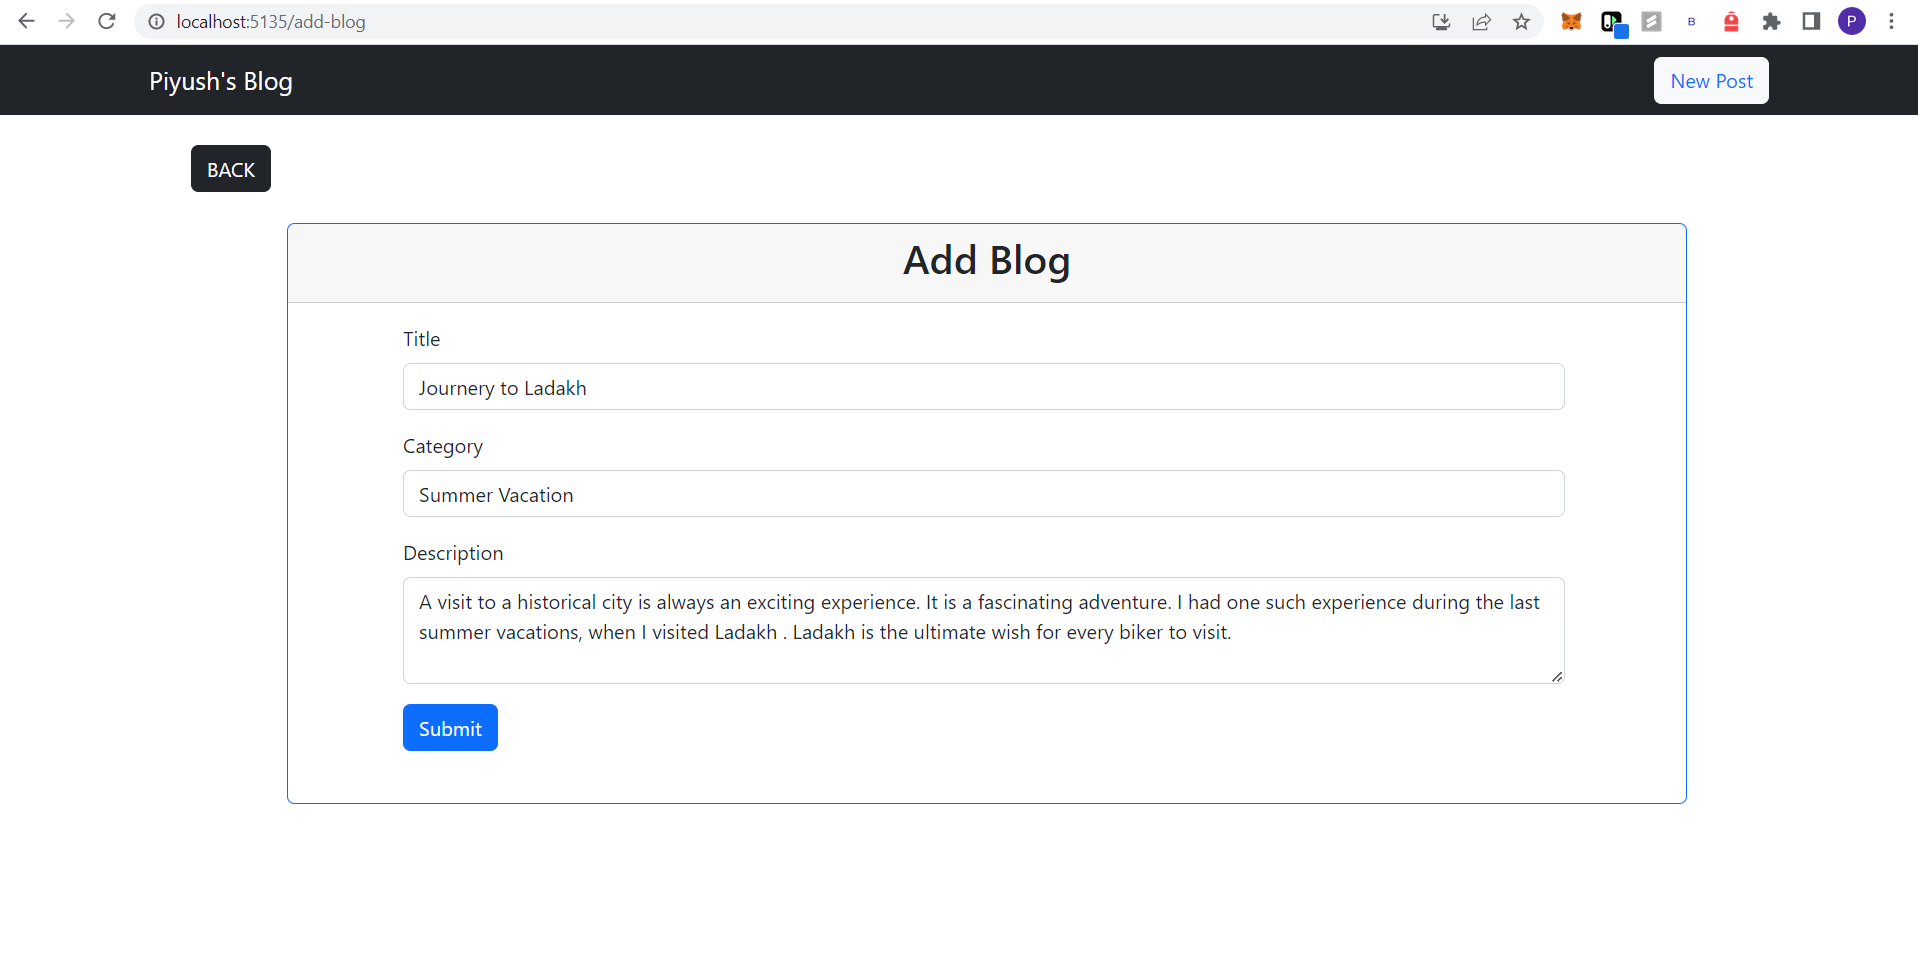 localhost:5135/add-blog
B
P
Piyush's Blog
New Post
BACK
Add Blog
Title
Journery to Ladakh
Category
Summer Vacation
Description
A visit to a historical city is always an exciting experience. It is a fascinating adventure. I had one such experience during the last
summer vacations, when I visited Ladakh . Ladakh is the ultimate wish for every biker to visit.
Submit